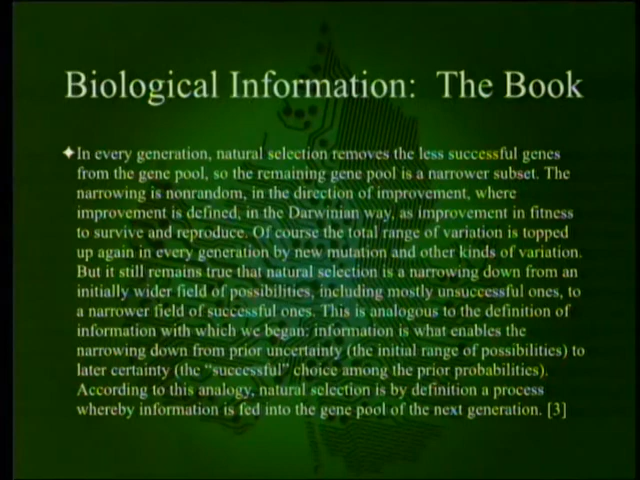 Biological Information: The Book
In every generation, natural selection removes the less successful genes
from the gene pool, so the remaining gene pool is a narrower subset. The
narrowing is nonrandom, in the direction of improvement, where
improvement is defined, in the Darwinian way, as improvement in fitness
to survive and reproduce. Of course the total range of variation is topped
up again in every generation by new mutation and other kinds of variation.
But it still remains true that natural selection is a narrowing down from an
initially wider field of possibilities, including mostly unsuccessful ones, to
a narrower field of successful ones. This is analogous to the definition of
information with which we began: information is what enables the
narrowing down from prior uncertainty (the initial range of possibilities) to
later certainty (the “successful” choice among the prior probabilities).
According to this analogy, natural selection is by definition a process
whereby information is fed into the gene pool of the next generation. [3]